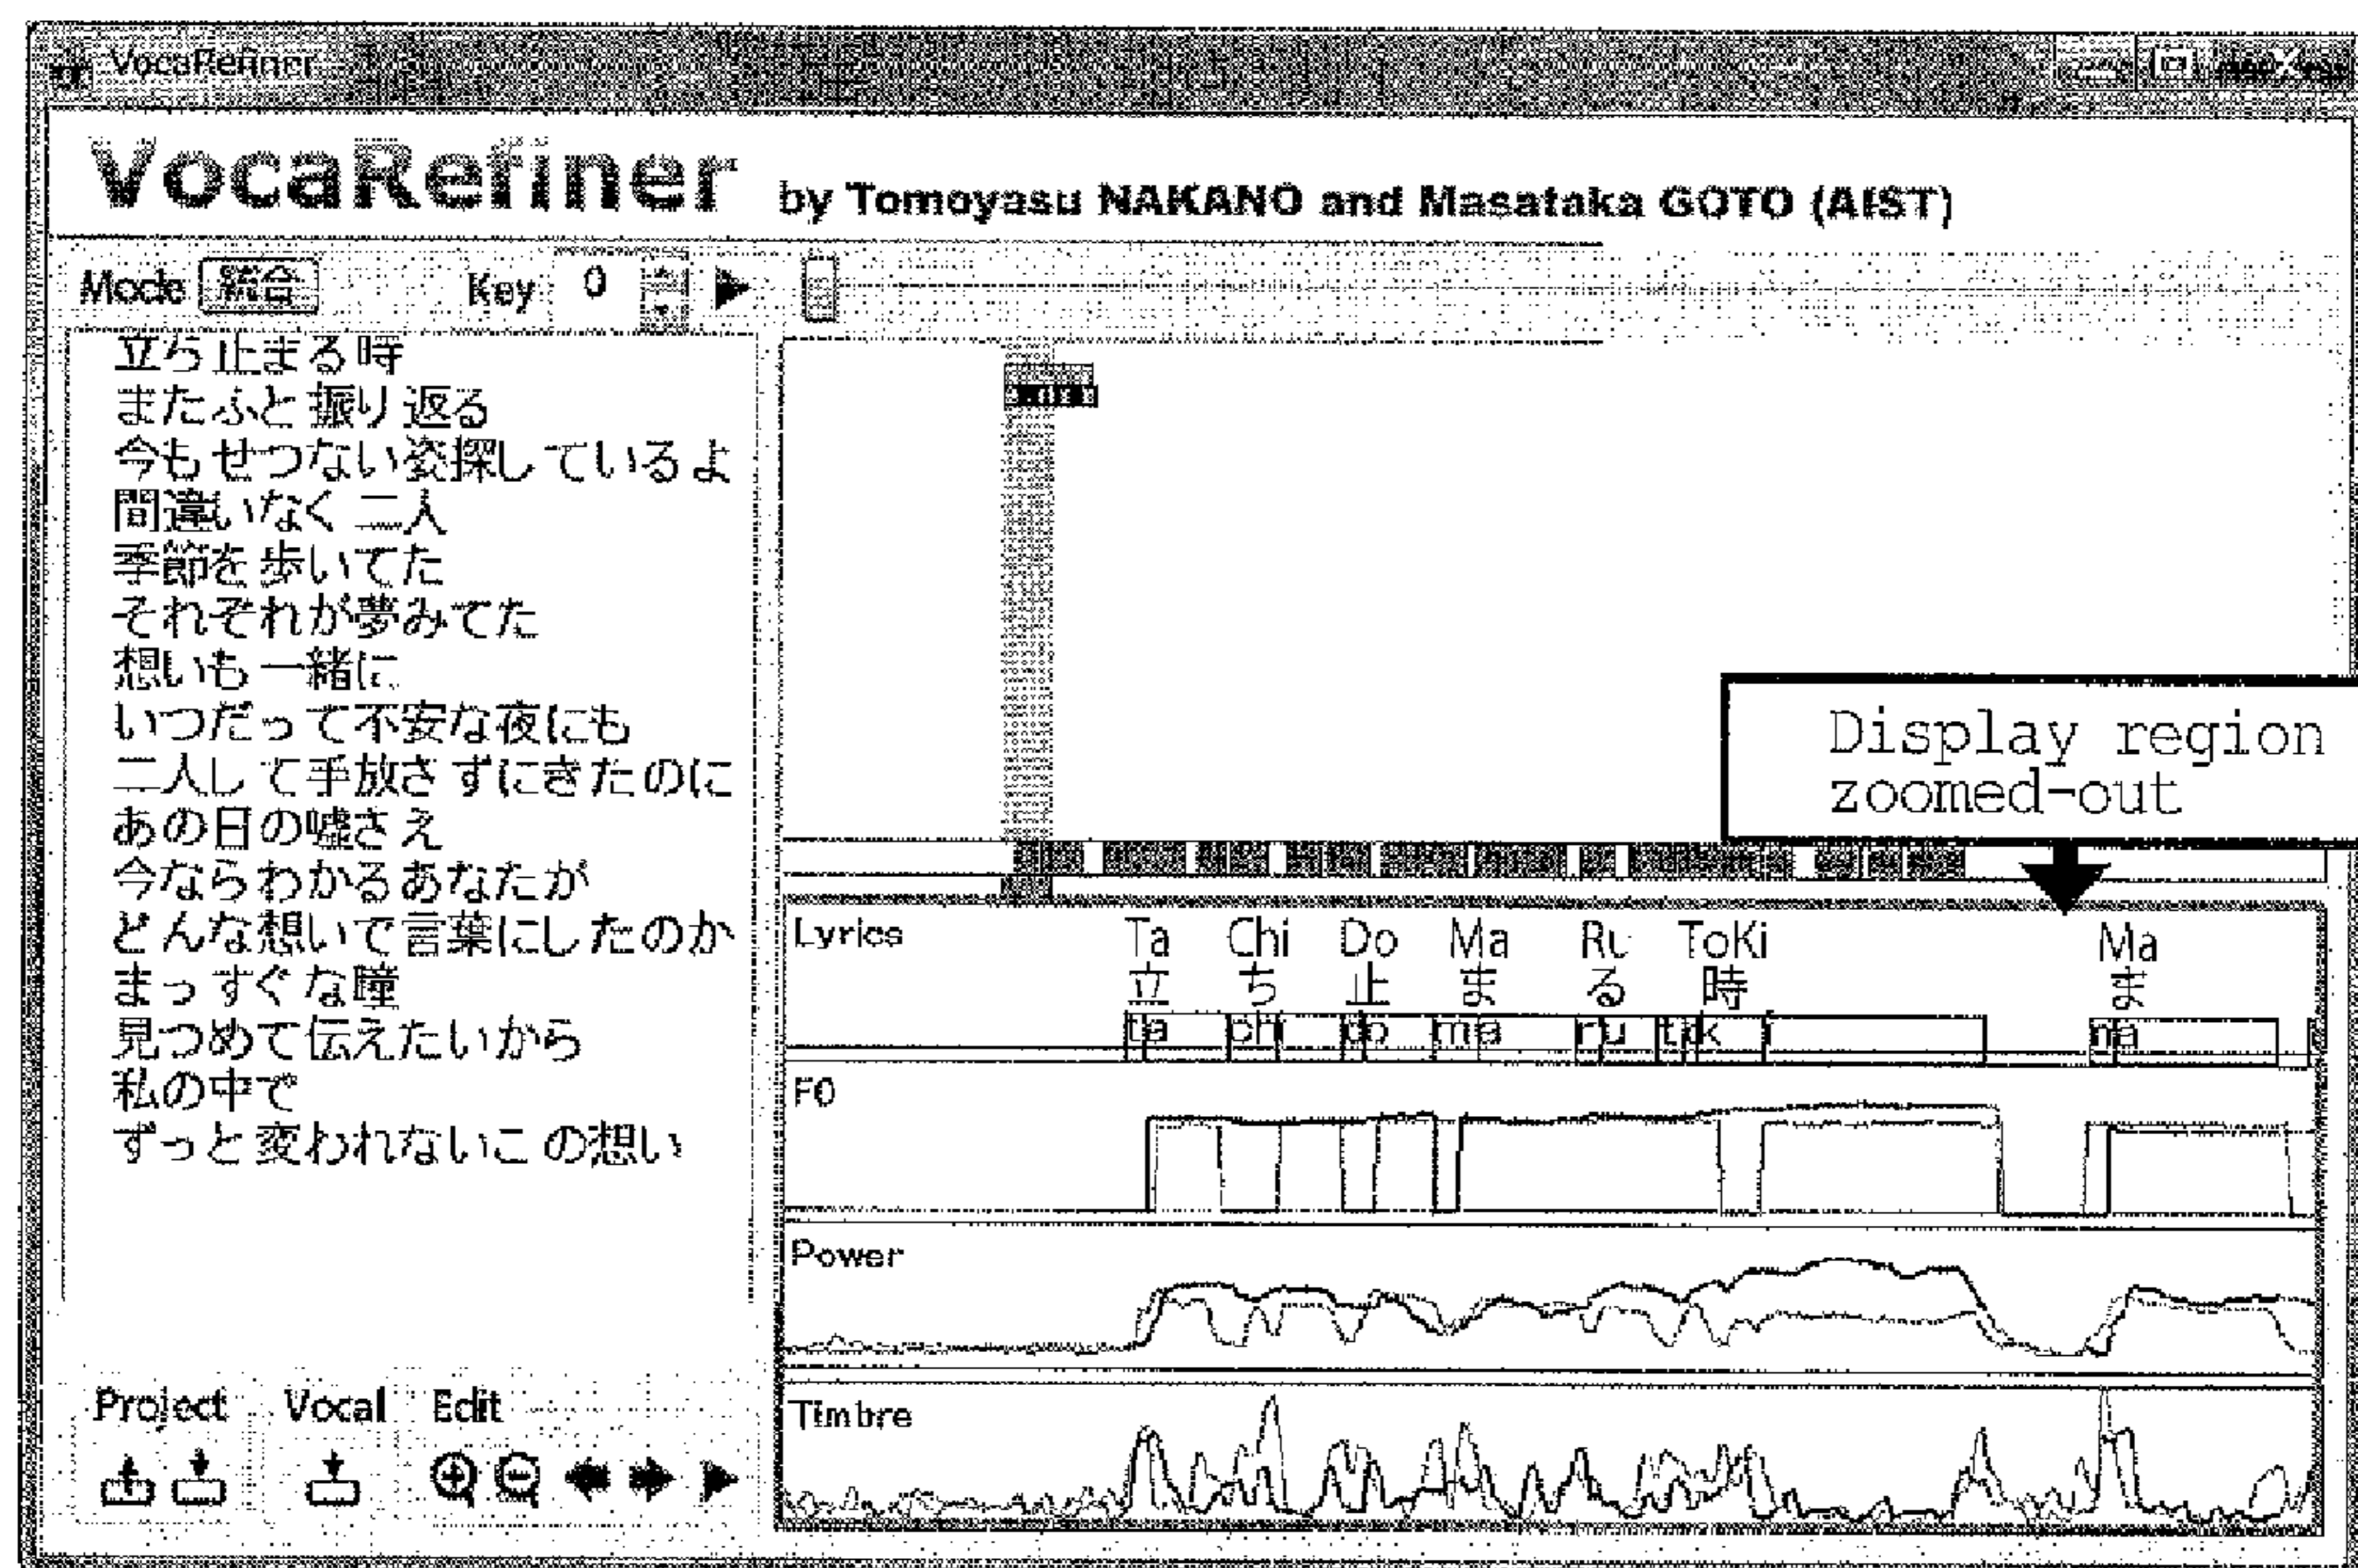 VocaRefiner
VocaRefiner by Tomoyasu NAKANO and Masataka GOTO (AIST)
Mode 統合 Key 0
立ち止まる時
またふと振り返る
今もせつない姿探しているよ
間違いなく二人
季節を歩いてた
それぞれが夢みてた
想いも一緒に
いつだって不安な夜にも
二人して手放さずにきたのに
あの日の嘘さえ
今ならわかるあなたが
どんな想いで言葉にしたのか
まっすぐな瞳
見つめて伝えたいから
私の中で
ずっと変われないこの想い
Project Vocal Edit
Display region
zoomed-out
Lyrics Ta Chi Do Ma Ru ToKi Ma
立 ち 止 ま る 時 ま
ta chi do ma ru k i
F0
Power
Timbre